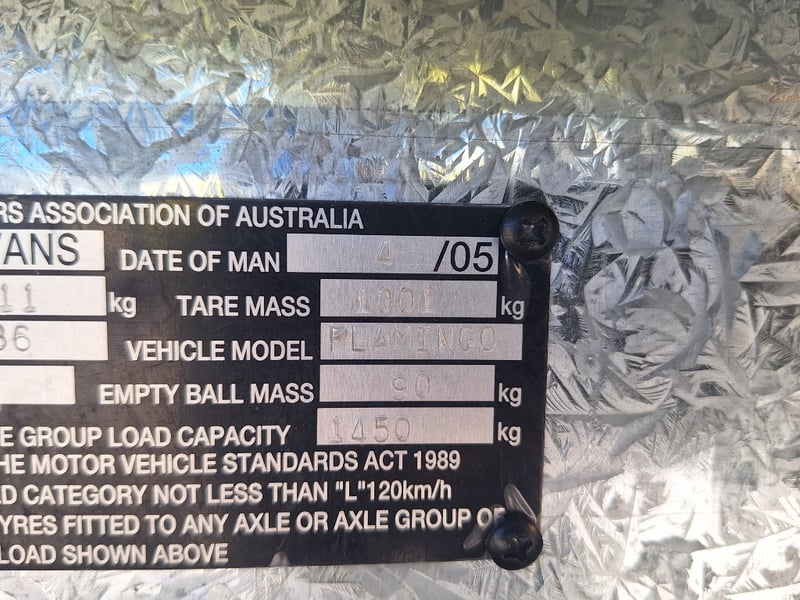 RS ASSOCIATION OF AUSTRALIA
VANS DATE OF MAN 4 /05
11 kg TARE MASS 1001 kg
36 VEHICLE MODEL FLAMINGO
EMPTY BALL MASS 90 kg
E GROUP LOAD CAPACITY 1450 kg
HE MOTOR VEHICLE STANDARDS ACT 1989
D CATEGORY NOT LESS THAN "L"120km/h
YRES FITTED TO ANY AXLE OR AXLE GROUP OF
LOAD SHOWN ABOVE